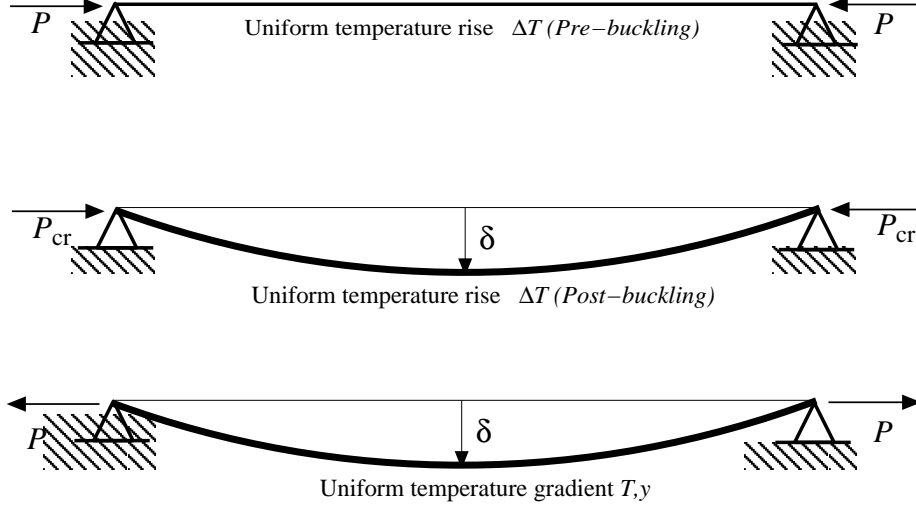 P P
Uniform temperature rise ΔT (Pre−buckling)
P_cr P_cr
δ
Uniform temperature rise ΔT (Post−buckling)
P P
δ
Uniform temperature gradient T,y